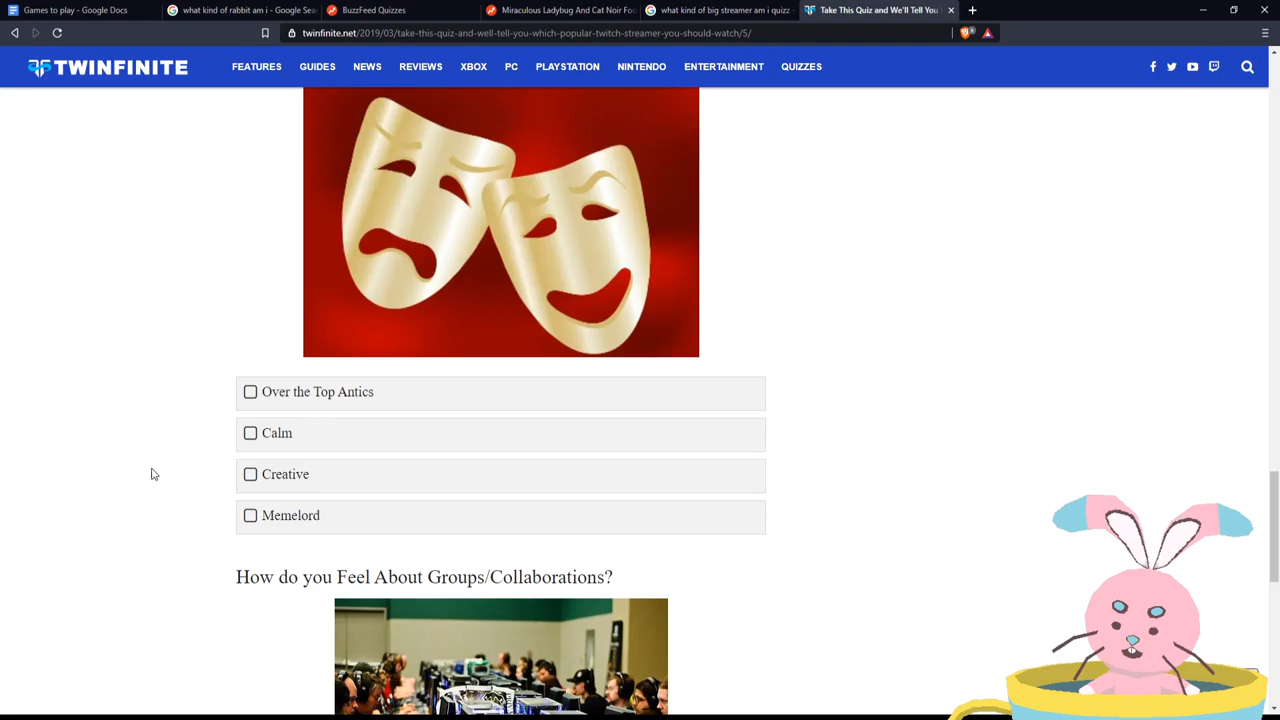 Games to play - Google Docs
what kind of rabbit am i - Google Sea
BuzzFeed Quizzes
Miraculous Ladybug And Cat Noir Foo
what kind of big streamer am i quizz -
Take This Quiz and We'll Tell You
twinfinite.net/2019/03/take-this-quiz-and-well-tell-you-which-popular-twitch-streamer-you-should-watch/5/
TWINFINITE
FEATURES GUIDES NEWS REVIEWS XBOX PC PLAYSTATION NINTENDO ENTERTAINMENT QUIZZES
Over the Top Antics
Calm
Creative
Memelord
How do you Feel About Groups/Collaborations?